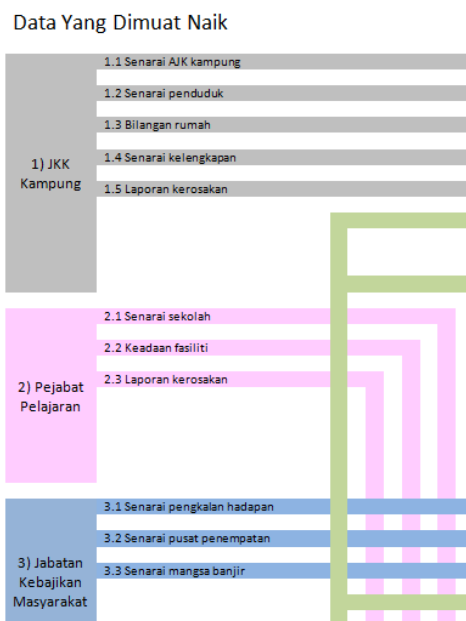 Data Yang Dimuat Naik
1) JKK
Kampung
1.1 Senarai AJK kampung
1.2 Senarai penduduk
1.3 Bilangan rumah
1.4 Senarai kelengkapan
1.5 Laporan kerosakan
2) Pejabat
Pelajaran
2.1 Senarai sekolah
2.2 Keadaan fasiliti
2.3 Laporan kerosakan
3) Jabatan
Kebajikan
Masyarakat
3.1 Senarai pengkalan hadapan
3.2 Senarai pusat penempatan
3.3 Senarai mangsa banjir